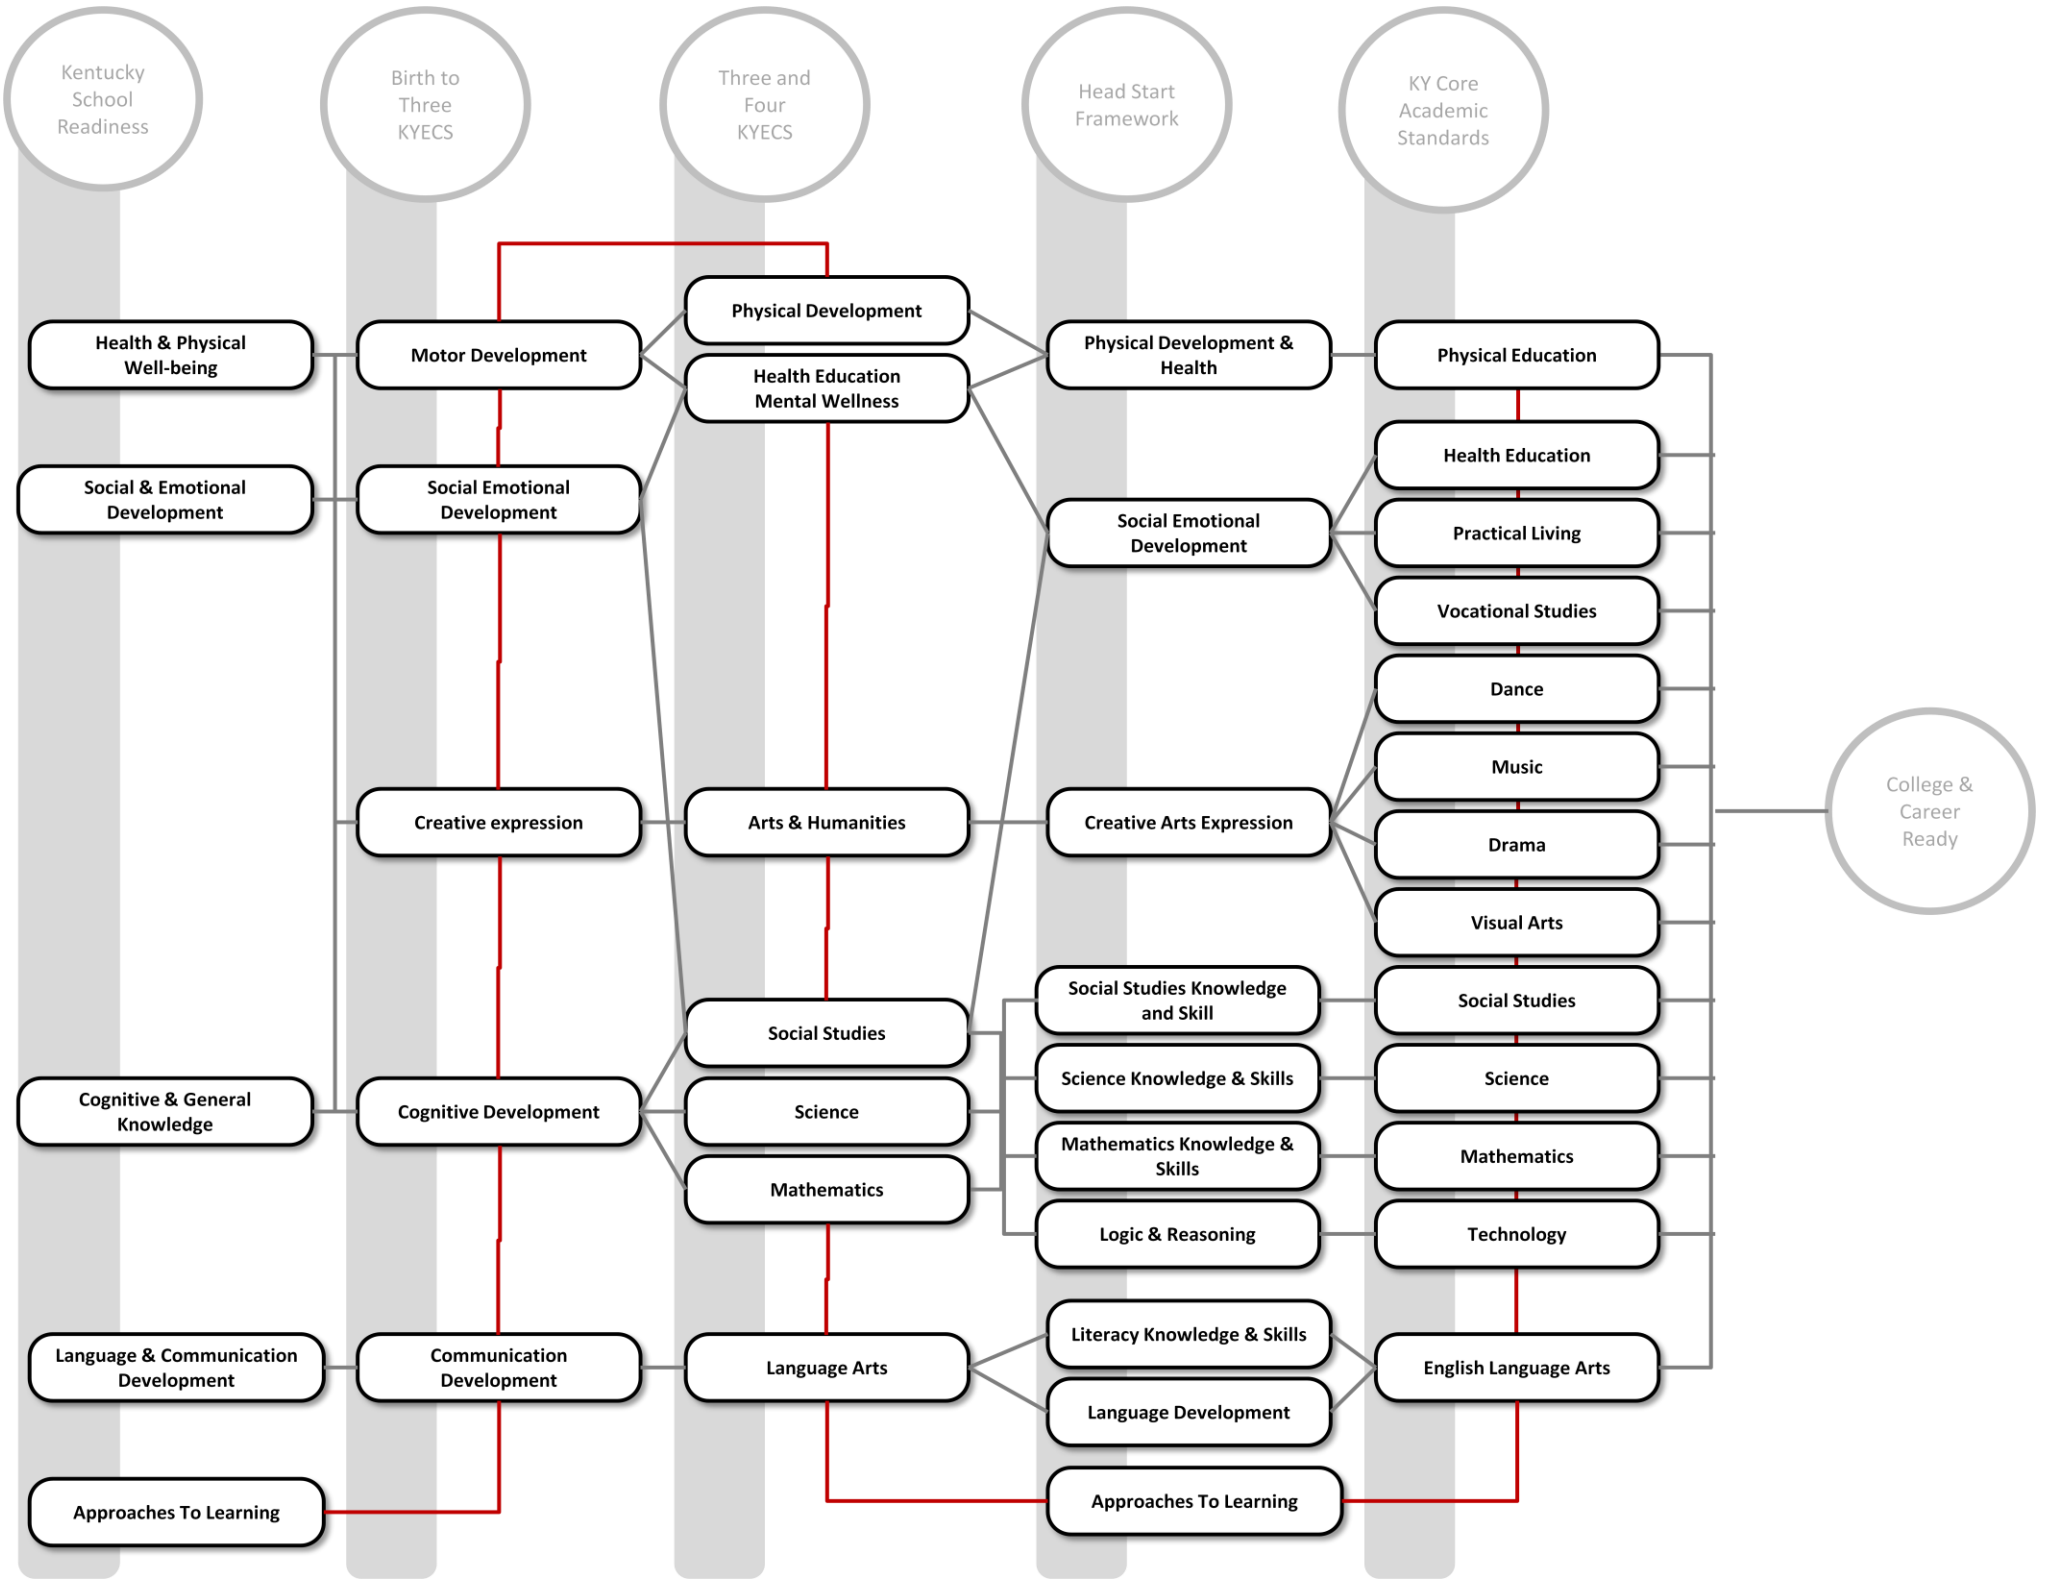 Kentucky
School
Readiness
Birth to
Three
KYECS
Three and
Four
KYECS
Head Start
Framework
KY Core
Academic
Standards
Health & Physical
Well-being
Social & Emotional
Development
Cognitive & General
Knowledge
Language & Communication
Development
Approaches To Learning
Motor Development
Social Emotional
Development
Creative expression
Cognitive Development
Communication
Development
Physical Development
Health Education
Mental Wellness
Arts & Humanities
Social Studies
Science
Mathematics
Language Arts
Physical Development &
Health
Social Emotional
Development
Creative Arts Expression
Social Studies Knowledge
and Skill
Science Knowledge & Skills
Mathematics Knowledge &
Skills
Logic & Reasoning
Literacy Knowledge & Skills
Language Development
Approaches To Learning
Physical Education
Health Education
Practical Living
Vocational Studies
Dance
Music
Drama
Visual Arts
Social Studies
Science
Mathematics
Technology
English Language Arts
College &
Career
Ready